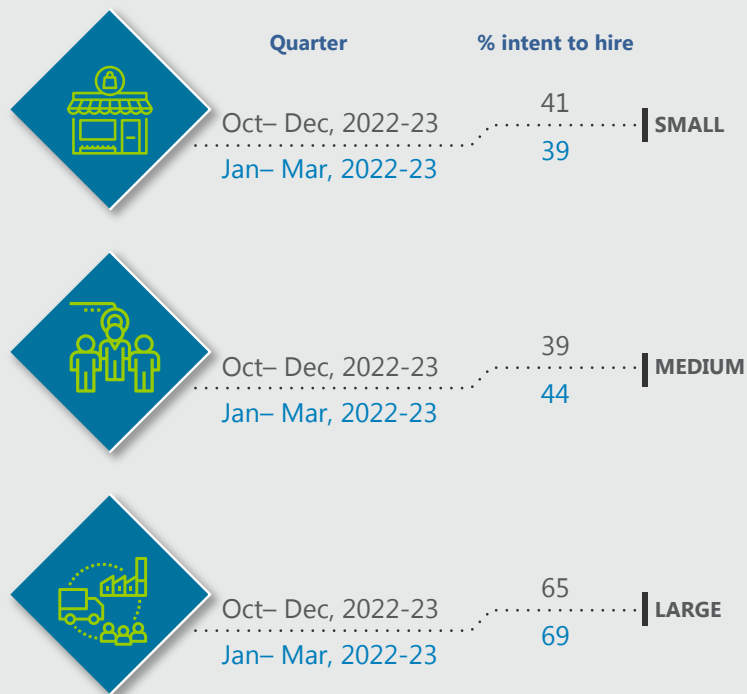 Quarter % intent to hire
Oct– Dec, 2022-23 41
SMALL
Jan– Mar, 2022-23 39
Oct– Dec, 2022-23 39
MEDIUM
Jan– Mar, 2022-23 44
Oct– Dec, 2022-23 65
LARGE
Jan– Mar, 2022-23 69